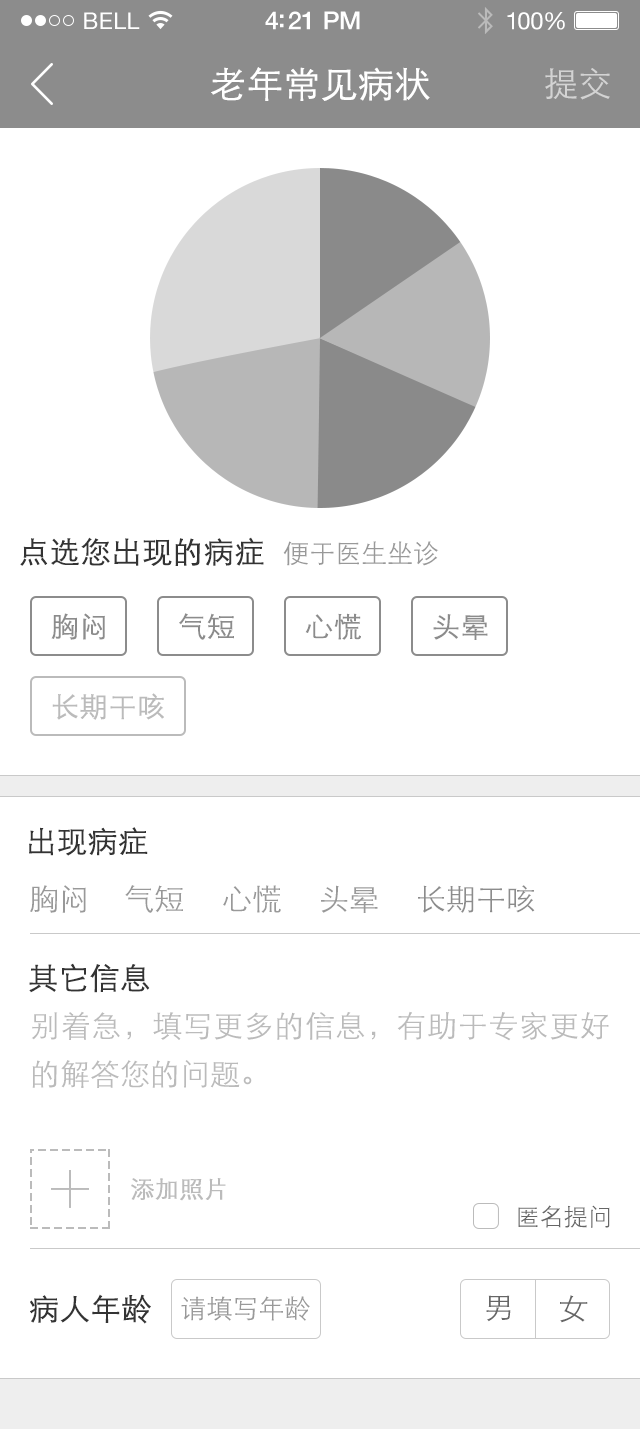 BELL 4:21 PM 100%
老年常见病状 提交
点选您出现的病症 便于医生坐诊
胸闷 气短 心慌 头晕
长期干咳
出现病症
胸闷 气短 心慌 头晕 长期干咳
其它信息
别着急，填写更多的信息，有助于专家更好
的解答您的问题。
添加照片
匿名提问
病人年龄 请填写年龄 男 女